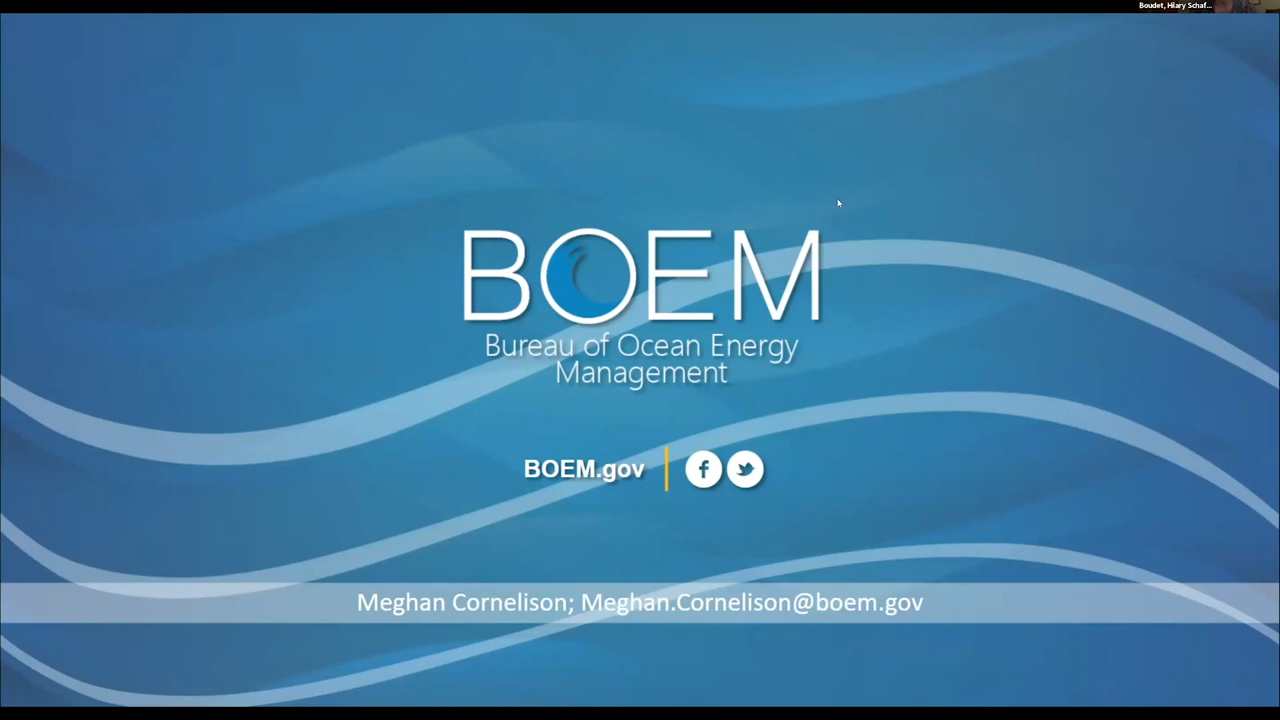 Boudet, Hilary Schaf...
BOEM
Bureau of Ocean Energy
Management
BOEM.gov
Meghan Cornelison; Meghan.Cornelison@boem.gov